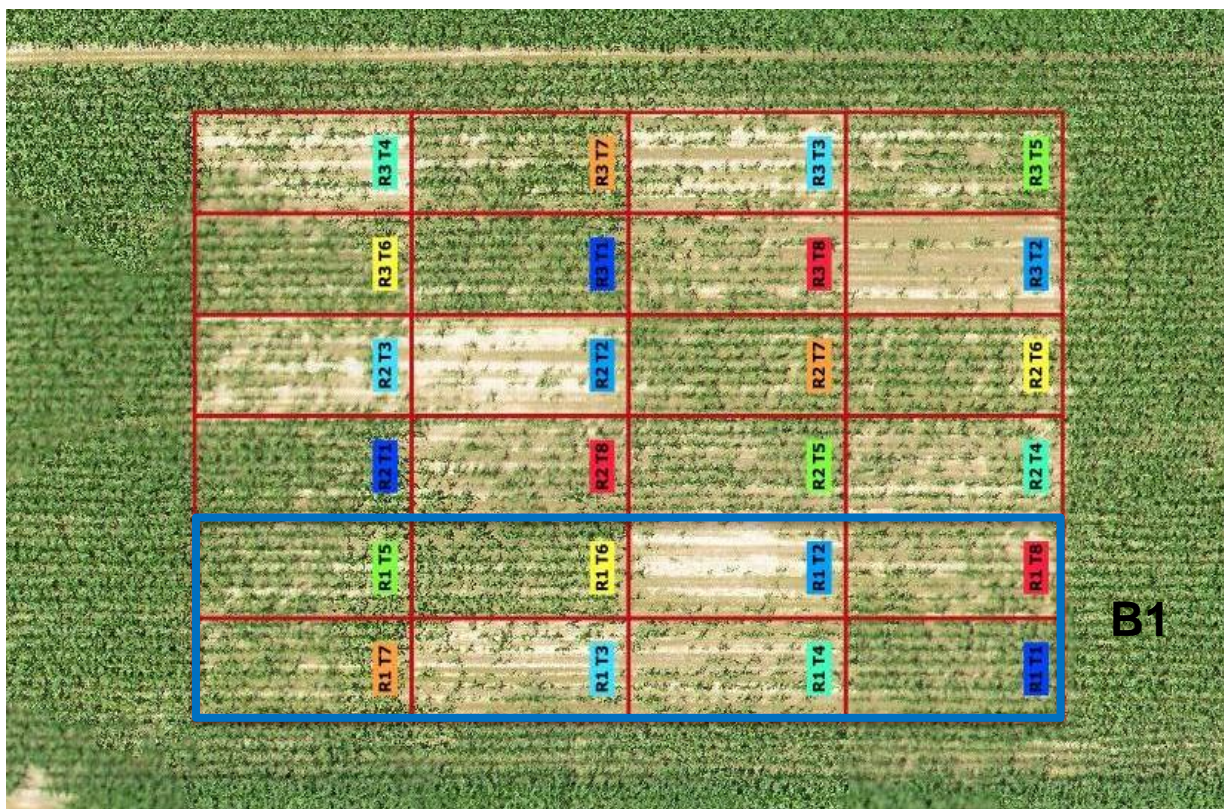 R3 T4
R3 T7
R3 T3
R3 T5
R3 T6
R3 T1
R3 T8
R3 T2
R2 T3
R2 T2
R2 T7
R2 T6
R2 T1
R2 T8
R2 T5
R2 T4
R1 T5
R1 T6
R1 T2
R1 T8
B1
R1 T7
R1 T3
R1 T4
R1 T1